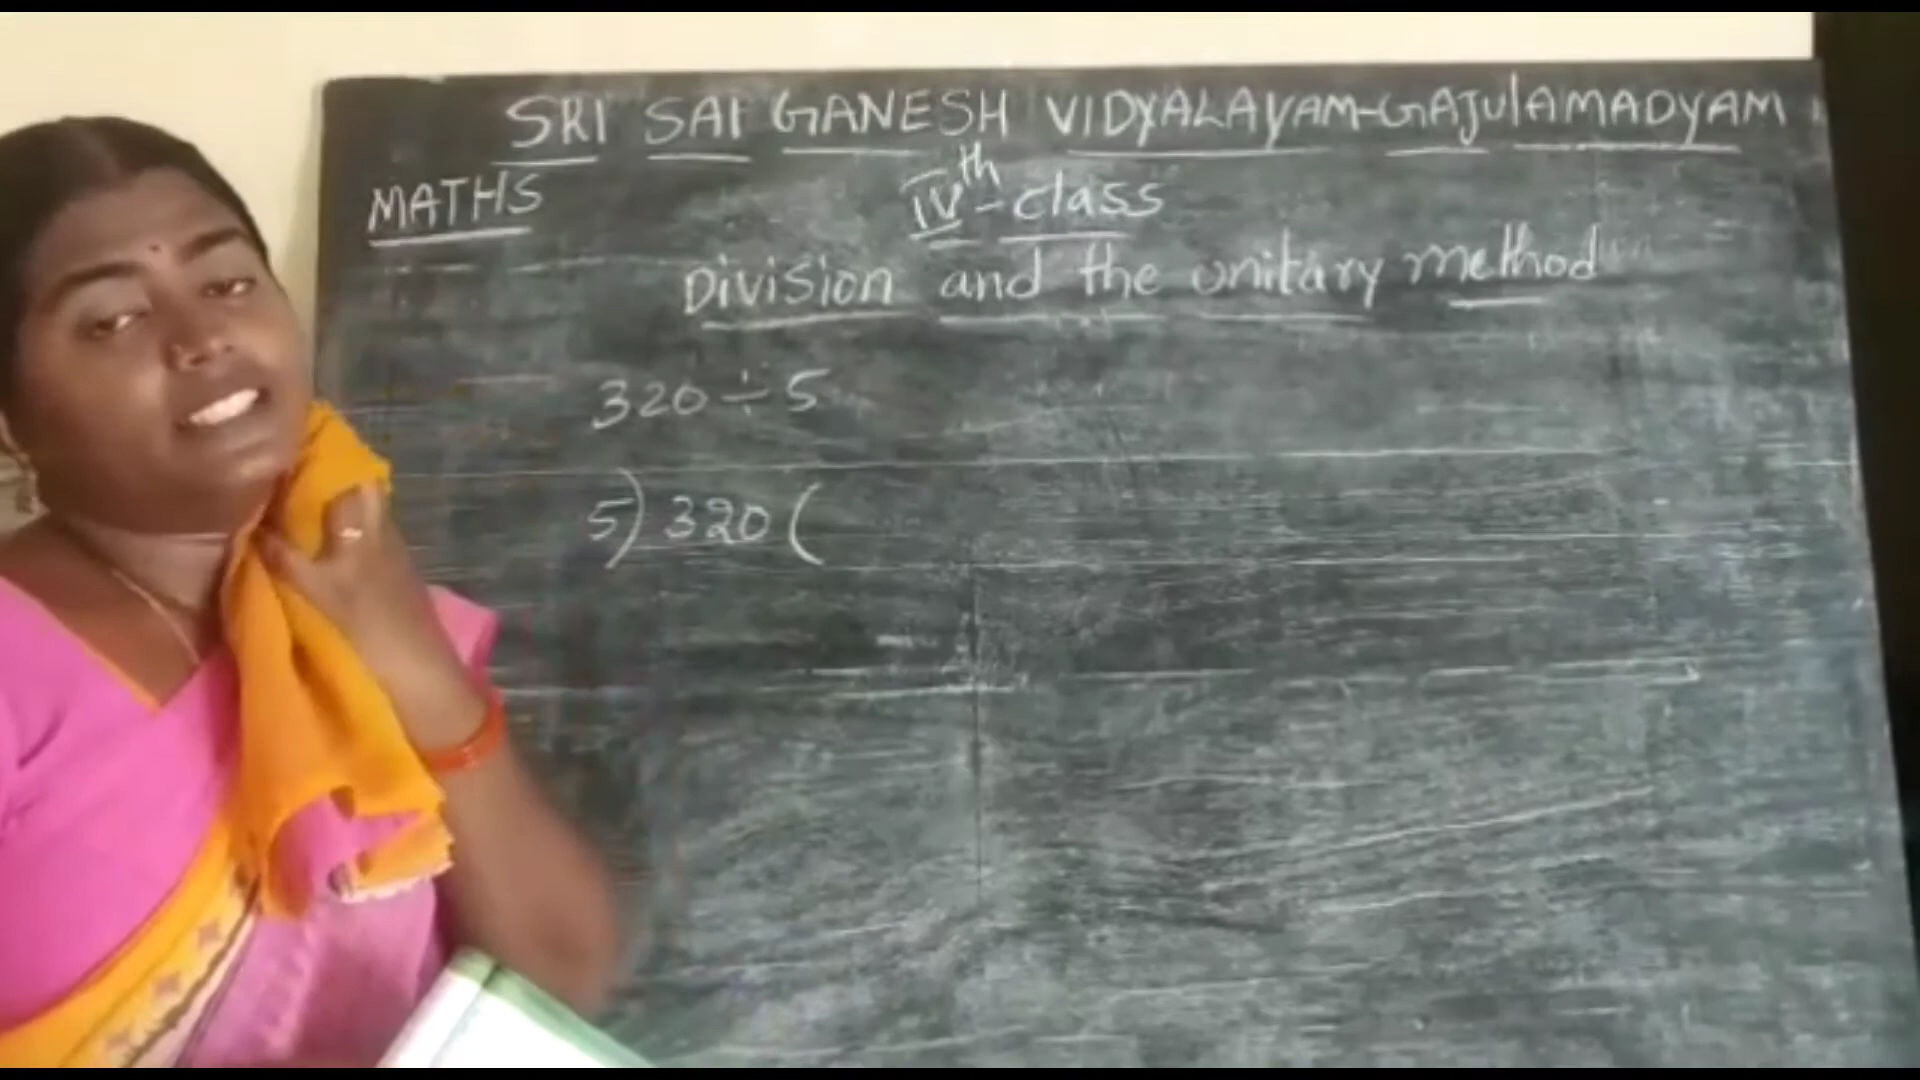 SRI SAI GANESH VIDYALAYAM-GAJULAMADYAM
MATHS
IVth-class
Division and the unitary method
320÷5
5)320(